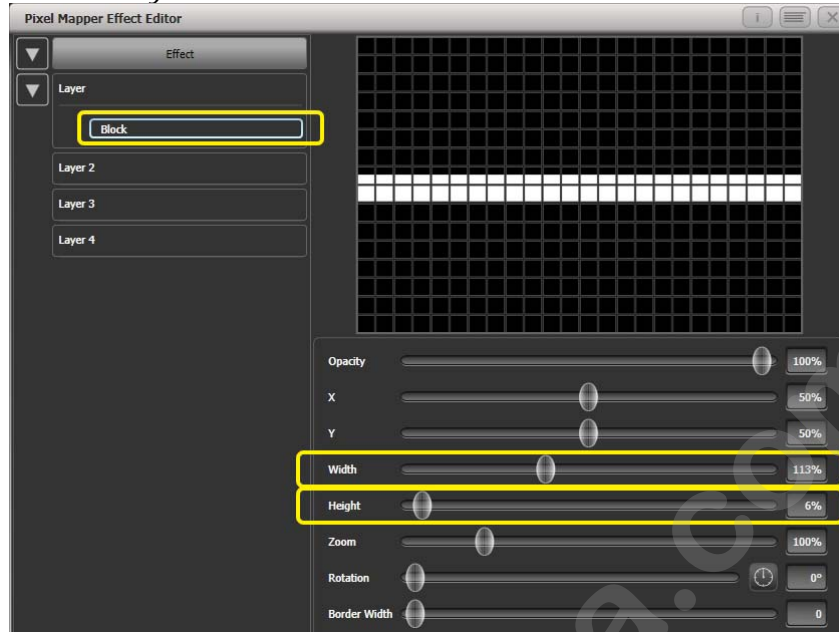 Pixel Mapper Effect Editor
Effect
Layer
Block
Layer 2
Layer 3
Layer 4
Opacity 100%
X 50%
Y 50%
Width 113%
Height 6%
Zoom 100%
Rotation 0°
Border Width 0